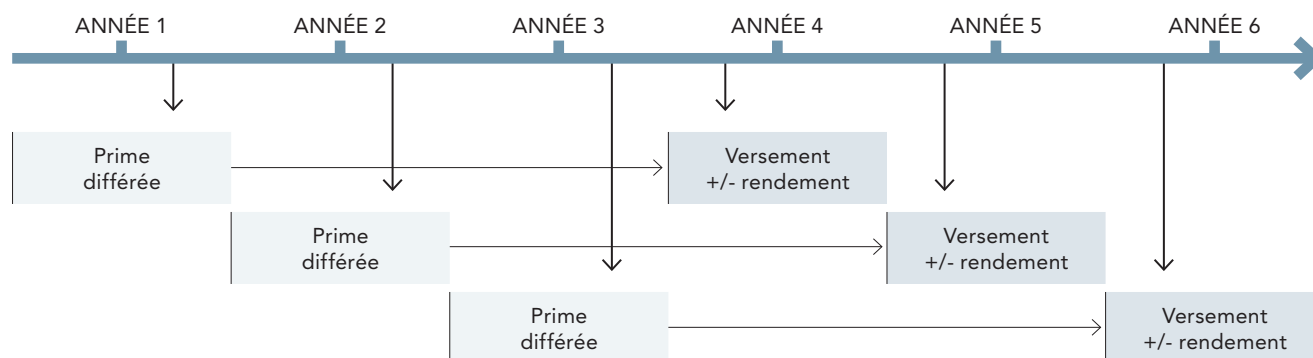 ANNÉE 1
ANNÉE 2
ANNÉE 3
ANNÉE 4
ANNÉE 5
ANNÉE 6
Prime
différée
Versement
+/- rendement
Prime
différée
Versement
+/- rendement
Prime
différée
Versement
+/- rendement